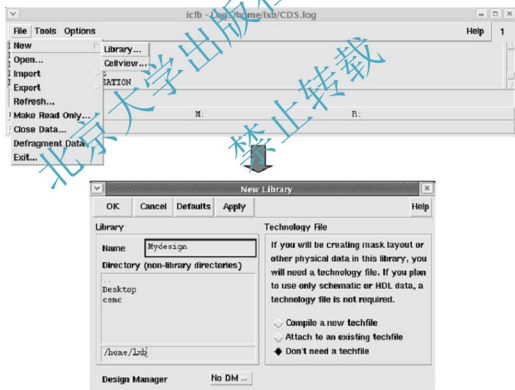 icfb - Log: /home/lxb/CDS.log
File Tools Options Help 1
New
Library...
Open...
Cellview...
Import
Export
Refresh...
Make Read Only...
M: R:
Close Data...
Defragment Data
Exit...
New Library
OK Cancel Defaults Apply Help
Library
Name Mydesign
Directory (non-library directories)
..
Desktop
csmc
/home/lxb
Design Manager No DM
Technology File
If you will be creating mask layout or
other physical data in this library, you
will need a technology file. If you plan
to use only schematic or HDL data, a
technology file is not required.
Compile a new techfile
Attach to an existing techfile
Don't need a techfile
北京大学出版社
禁止转载